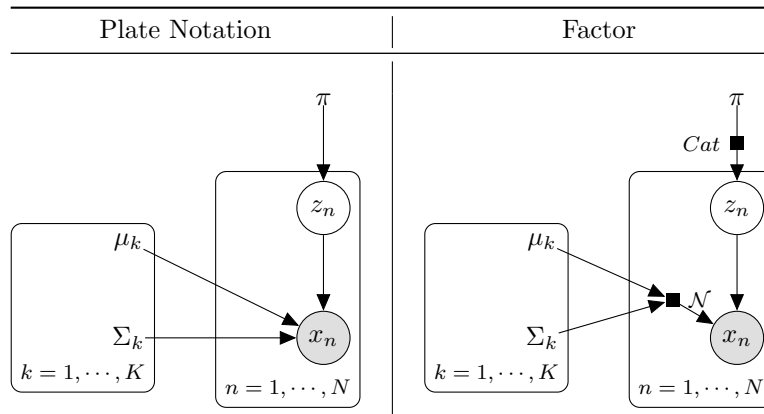 Plate Notation
Factor
π
z_n
μ_k
Σ_k
x_n
k = 1, ⋯, K
n = 1, ⋯, N
π
Cat
z_n
μ_k
𝒩
Σ_k
x_n
k = 1, ⋯, K
n = 1, ⋯, N